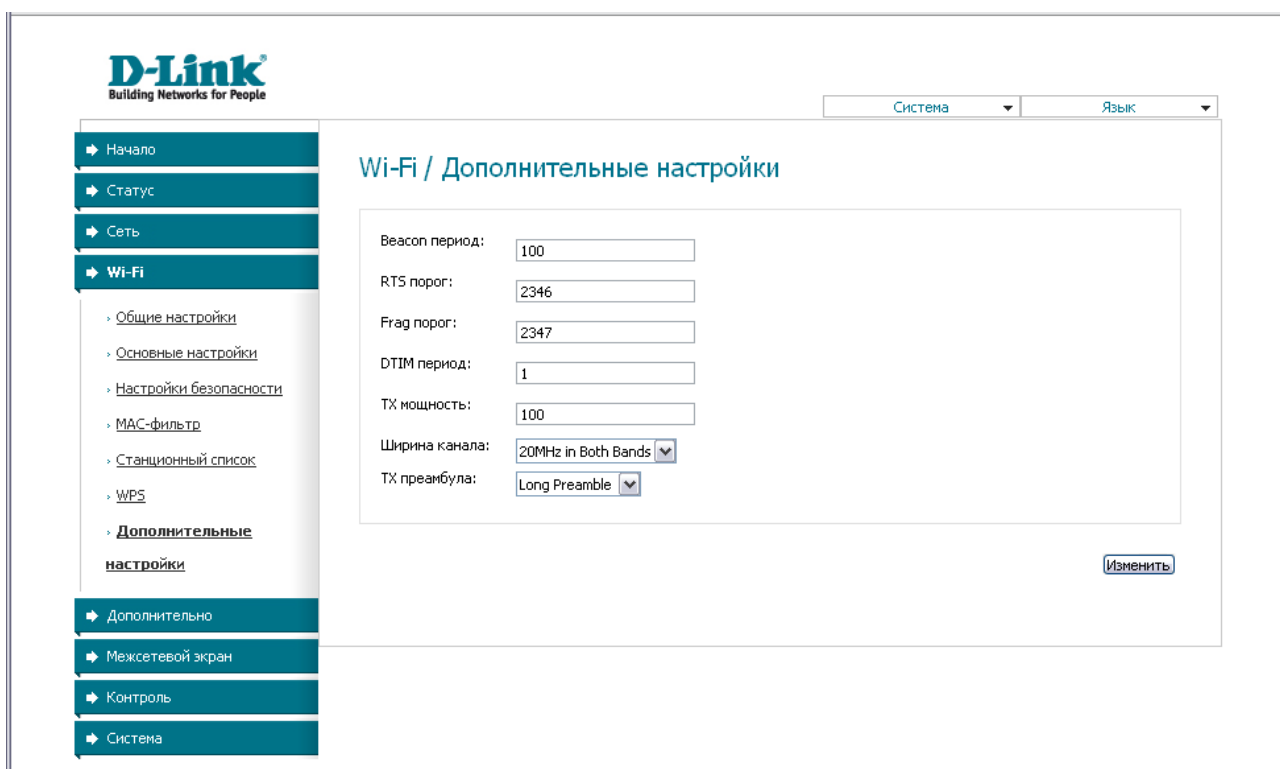 D-Link
Building Networks for People
Система
Язык
Начало
Статус
Сеть
Wi-Fi
Общие настройки
Основные настройки
Настройки безопасности
MAC-фильтр
Станционный список
WPS
Дополнительные
настройки
Дополнительно
Межсетевой экран
Контроль
Система
Wi-Fi / Дополнительные настройки
Beacon период:
100
RTS порог:
2346
Frag порог:
2347
DTIM период:
1
TX мощность:
100
Ширина канала:
20MHz in Both Bands
TX преамбула:
Long Preamble
Изменить